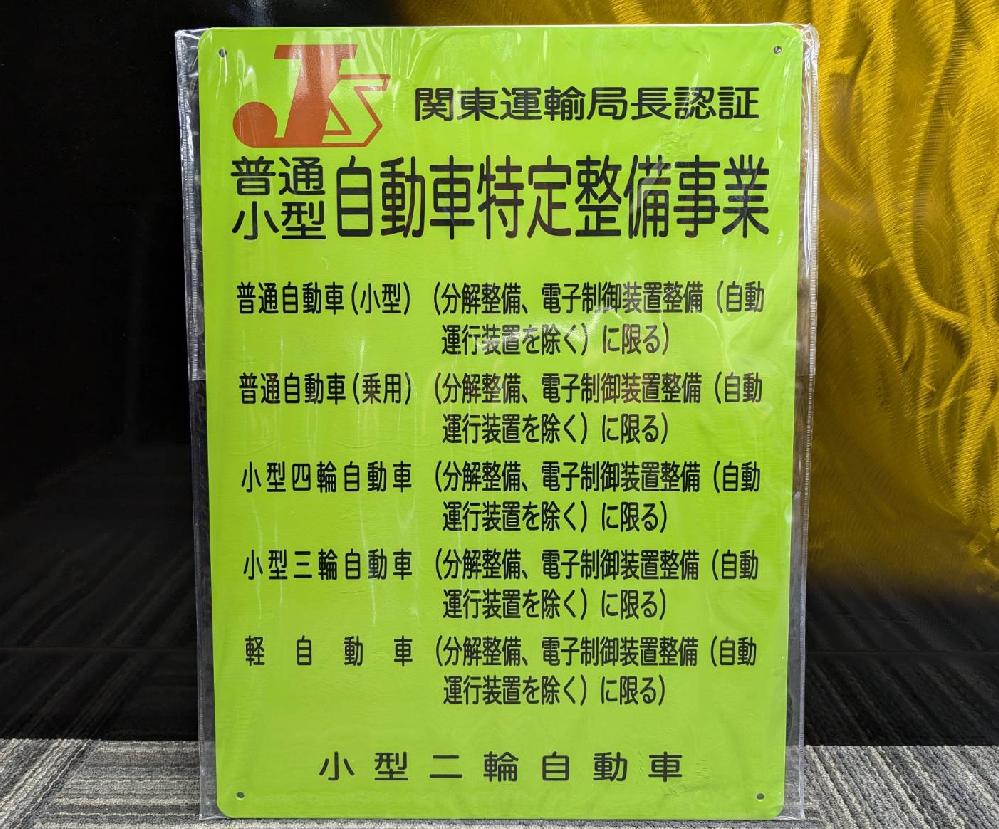 JS
関東運輸局長認証
普通
小型
自動車特定整備事業
普通自動車(小型) (分解整備、電子制御装置整備(自動
運行装置を除く)に限る)
普通自動車(乗用) (分解整備、電子制御装置整備(自動
運行装置を除く)に限る)
小型四輪自動車 (分解整備、電子制御装置整備(自動
運行装置を除く)に限る)
小型三輪自動車 (分解整備、電子制御装置整備(自動
運行装置を除く)に限る)
軽自動車 (分解整備、電子制御装置整備(自動
運行装置を除く)に限る)
小型二輪自動車